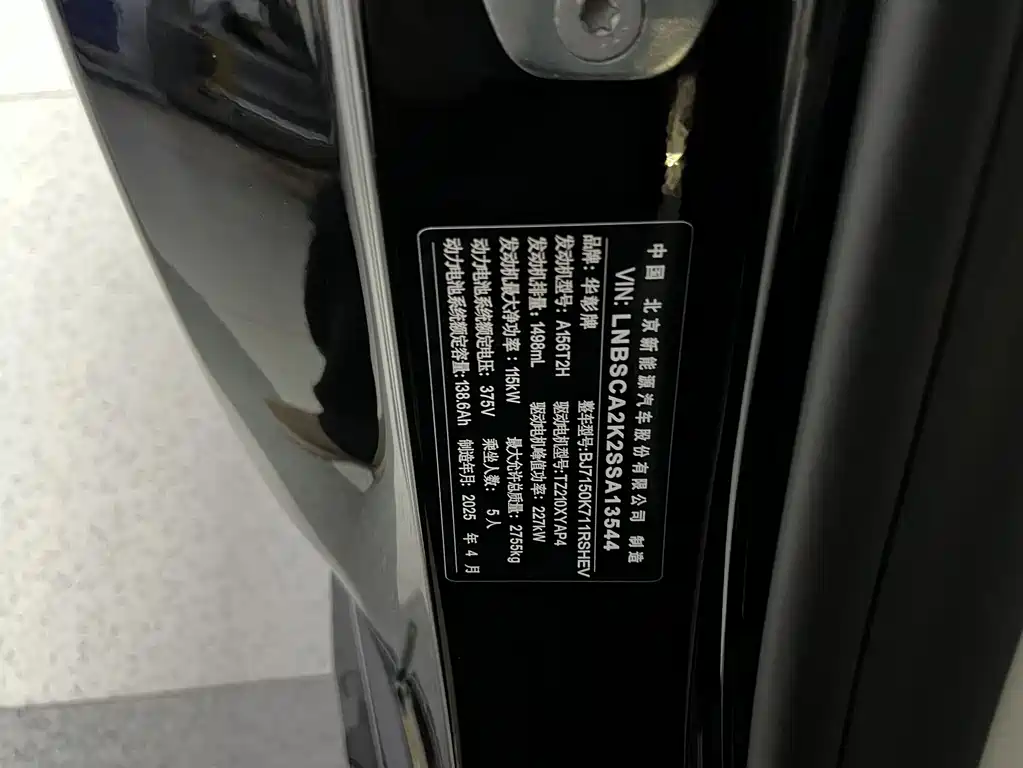 中国 北京新能源汽车股份有限公司 制造
VIN: LNBSCA2K2SSA13544
品牌: 华彰牌 整车型号:BJ7150K711RSHEV
发动机型号: A156T2H 驱动电机型号:TZ210XYAP4
发动机排量: 1498mL 驱动电机峰值功率: 227kW
发动机最大净功率: 115kW 最大允许总质量: 2755kg
动力电池系统额定电压: 375V 乘坐人数: 5人
动力电池系统额定容量:138.6Ah 制造年月: 2025 年 4 月